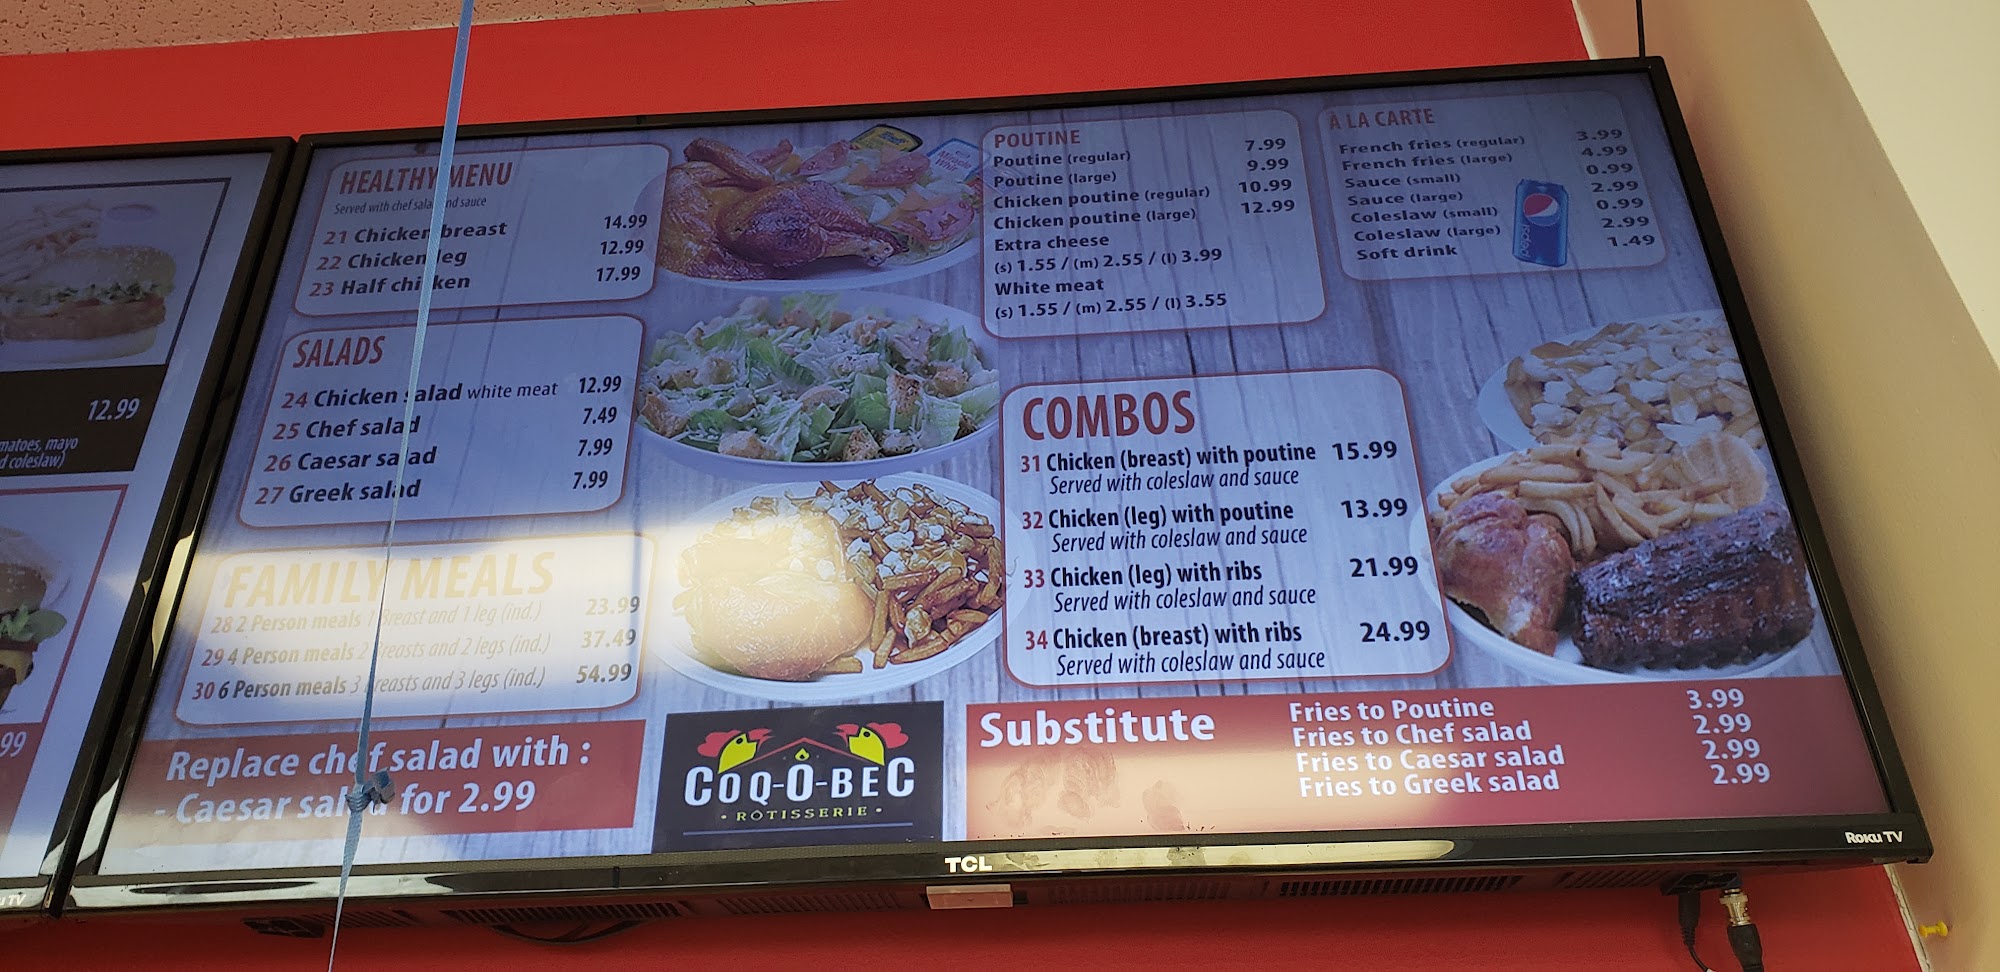 12.99
matoes, mayo
d coleslaw)
99
HEALTHY MENU
Served with chef salad and sauce
21 Chicken breast 14.99
22 Chicken leg 12.99
23 Half chicken 17.99
SALADS
24 Chicken salad white meat 12.99
25 Chef salad 7.49
26 Caesar salad 7.99
27 Greek salad 7.99
FAMILY MEALS
28 2 Person meals 1 Breast and 1 leg (ind.) 23.99
29 4 Person meals 2 Breasts and 2 legs (ind.) 37.49
30 6 Person meals 3 Breasts and 3 legs (ind.) 54.99
Replace chef salad with :
- Caesar salad for 2.99
POUTINE
Poutine (regular) 7.99
Poutine (large) 9.99
Chicken poutine (regular) 10.99
Chicken poutine (large) 12.99
Extra cheese
(s) 1.55 / (m) 2.55 / (l) 3.99
White meat
(s) 1.55 / (m) 2.55 / (l) 3.55
À LA CARTE
French fries (regular) 3.99
French fries (large) 4.99
Sauce (small) 0.99
Sauce (large) 2.99
Coleslaw (small) 0.99
Coleslaw (large) 2.99
Soft drink 1.49
pepsi
COMBOS
31 Chicken (breast) with poutine 15.99
Served with coleslaw and sauce
32 Chicken (leg) with poutine 13.99
Served with coleslaw and sauce
33 Chicken (leg) with ribs 21.99
Served with coleslaw and sauce
34 Chicken (breast) with ribs 24.99
Served with coleslaw and sauce
COQ-O-BEC
• RÔTISSERIE •
Substitute
Fries to Poutine 3.99
Fries to Chef salad 2.99
Fries to Caesar salad 2.99
Fries to Greek salad 2.99
TCL
Roku TV
TV